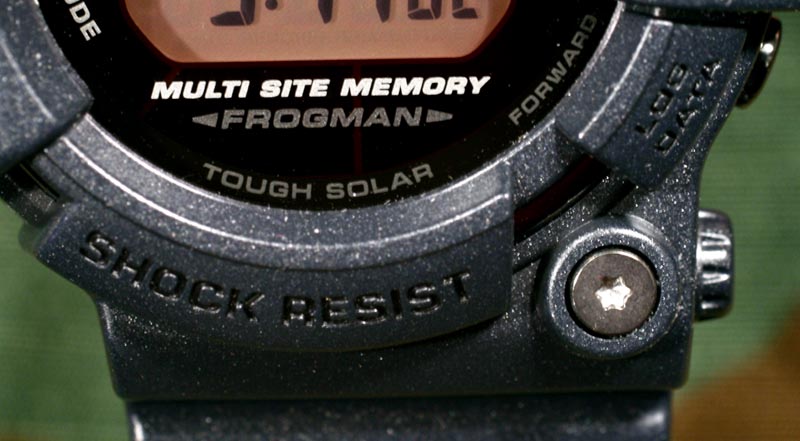 MULTI SITE MEMORY
FROGMAN
TOUGH SOLAR
FORWARD
LOG
DATA
SHOCK RESIST